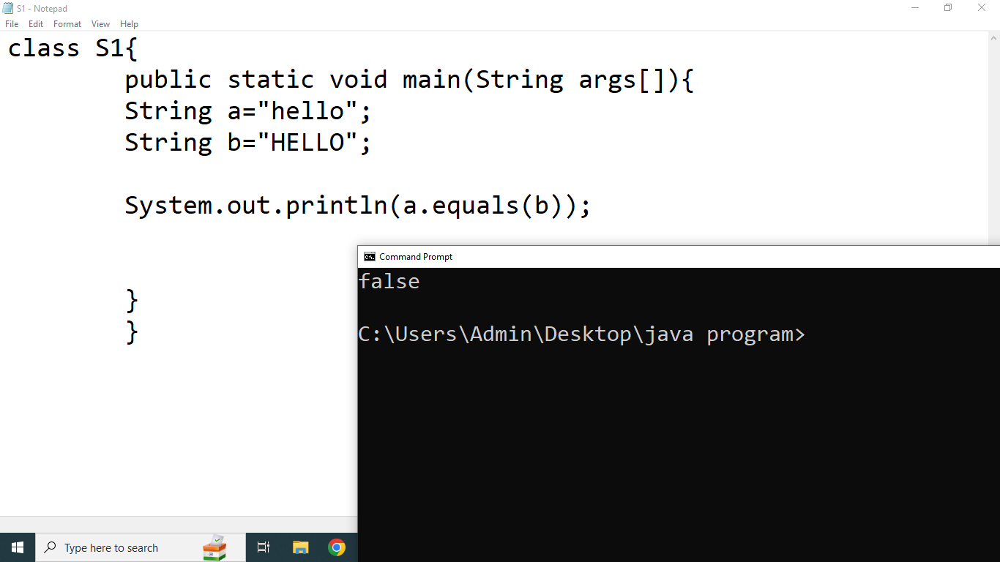 S1 - Notepad
File Edit Format View Help
class S1{
public static void main(String args[]){
String a="hello";
String b="HELLO";
System.out.println(a.equals(b));
}
}
Command Prompt
false
C:\Users\Admin\Desktop\java program>
Type here to search